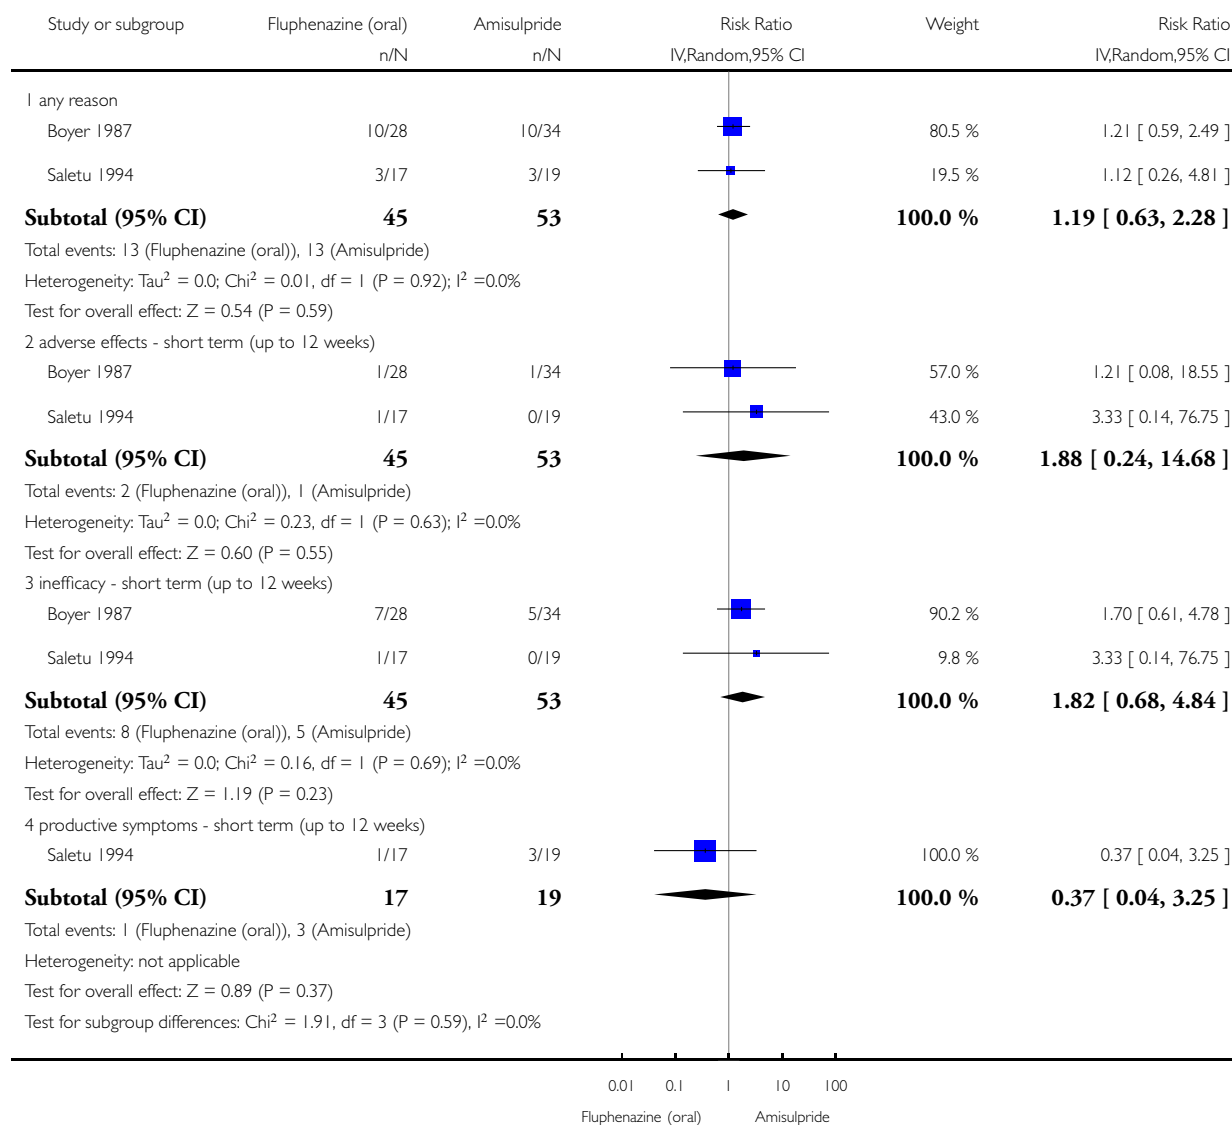 Study or subgroup Fluphenazine (oral) Amisulpride Risk Ratio Weight Risk Ratio
n/N n/N IV,Random,95% CI IV,Random,95% CI
1 any reason
Boyer 1987 10/28 10/34 80.5 % 1.21 [ 0.59, 2.49 ]
Saletu 1994 3/17 3/19 19.5 % 1.12 [ 0.26, 4.81 ]
Subtotal (95% CI) 45 53 100.0 % 1.19 [ 0.63, 2.28 ]
Total events: 13 (Fluphenazine (oral)), 13 (Amisulpride)
Heterogeneity: Tau² = 0.0; Chi² = 0.01, df = 1 (P = 0.92); I² =0.0%
Test for overall effect: Z = 0.54 (P = 0.59)
2 adverse effects - short term (up to 12 weeks)
Boyer 1987 1/28 1/34 57.0 % 1.21 [ 0.08, 18.55 ]
Saletu 1994 1/17 0/19 43.0 % 3.33 [ 0.14, 76.75 ]
Subtotal (95% CI) 45 53 100.0 % 1.88 [ 0.24, 14.68 ]
Total events: 2 (Fluphenazine (oral)), 1 (Amisulpride)
Heterogeneity: Tau² = 0.0; Chi² = 0.23, df = 1 (P = 0.63); I² =0.0%
Test for overall effect: Z = 0.60 (P = 0.55)
3 inefficacy - short term (up to 12 weeks)
Boyer 1987 7/28 5/34 90.2 % 1.70 [ 0.61, 4.78 ]
Saletu 1994 1/17 0/19 9.8 % 3.33 [ 0.14, 76.75 ]
Subtotal (95% CI) 45 53 100.0 % 1.82 [ 0.68, 4.84 ]
Total events: 8 (Fluphenazine (oral)), 5 (Amisulpride)
Heterogeneity: Tau² = 0.0; Chi² = 0.16, df = 1 (P = 0.69); I² =0.0%
Test for overall effect: Z = 1.19 (P = 0.23)
4 productive symptoms - short term (up to 12 weeks)
Saletu 1994 1/17 3/19 100.0 % 0.37 [ 0.04, 3.25 ]
Subtotal (95% CI) 17 19 100.0 % 0.37 [ 0.04, 3.25 ]
Total events: 1 (Fluphenazine (oral)), 3 (Amisulpride)
Heterogeneity: not applicable
Test for overall effect: Z = 0.89 (P = 0.37)
Test for subgroup differences: Chi² = 1.91, df = 3 (P = 0.59), I² =0.0%
0.01 0.1 1 10 100
Fluphenazine (oral) Amisulpride